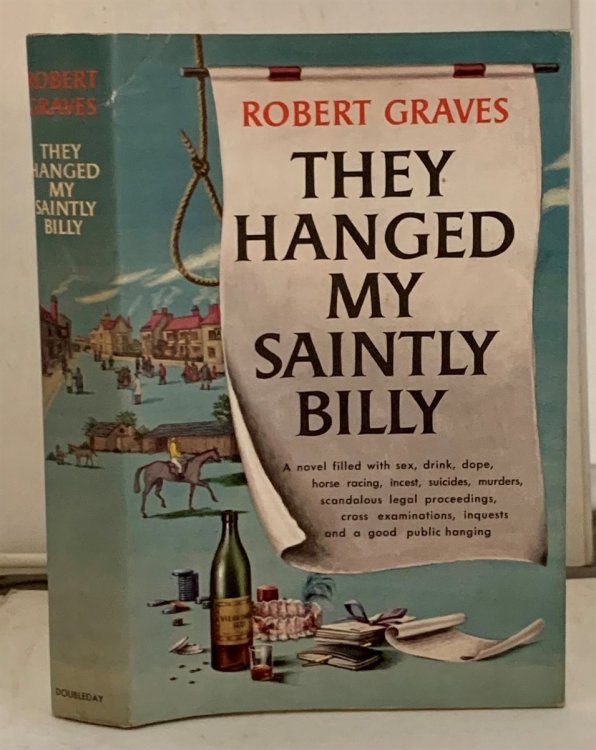 ROBERT
GRAVES
THEY
HANGED
MY
SAINTLY
BILLY
DOUBLEDAY
ROBERT GRAVES
THEY
HANGED
MY
SAINTLY
BILLY
A novel filled with sex, drink, dope,
horse racing, incest, suicides, murders,
scandalous legal proceedings,
cross examinations, inquests
and a good public hanging